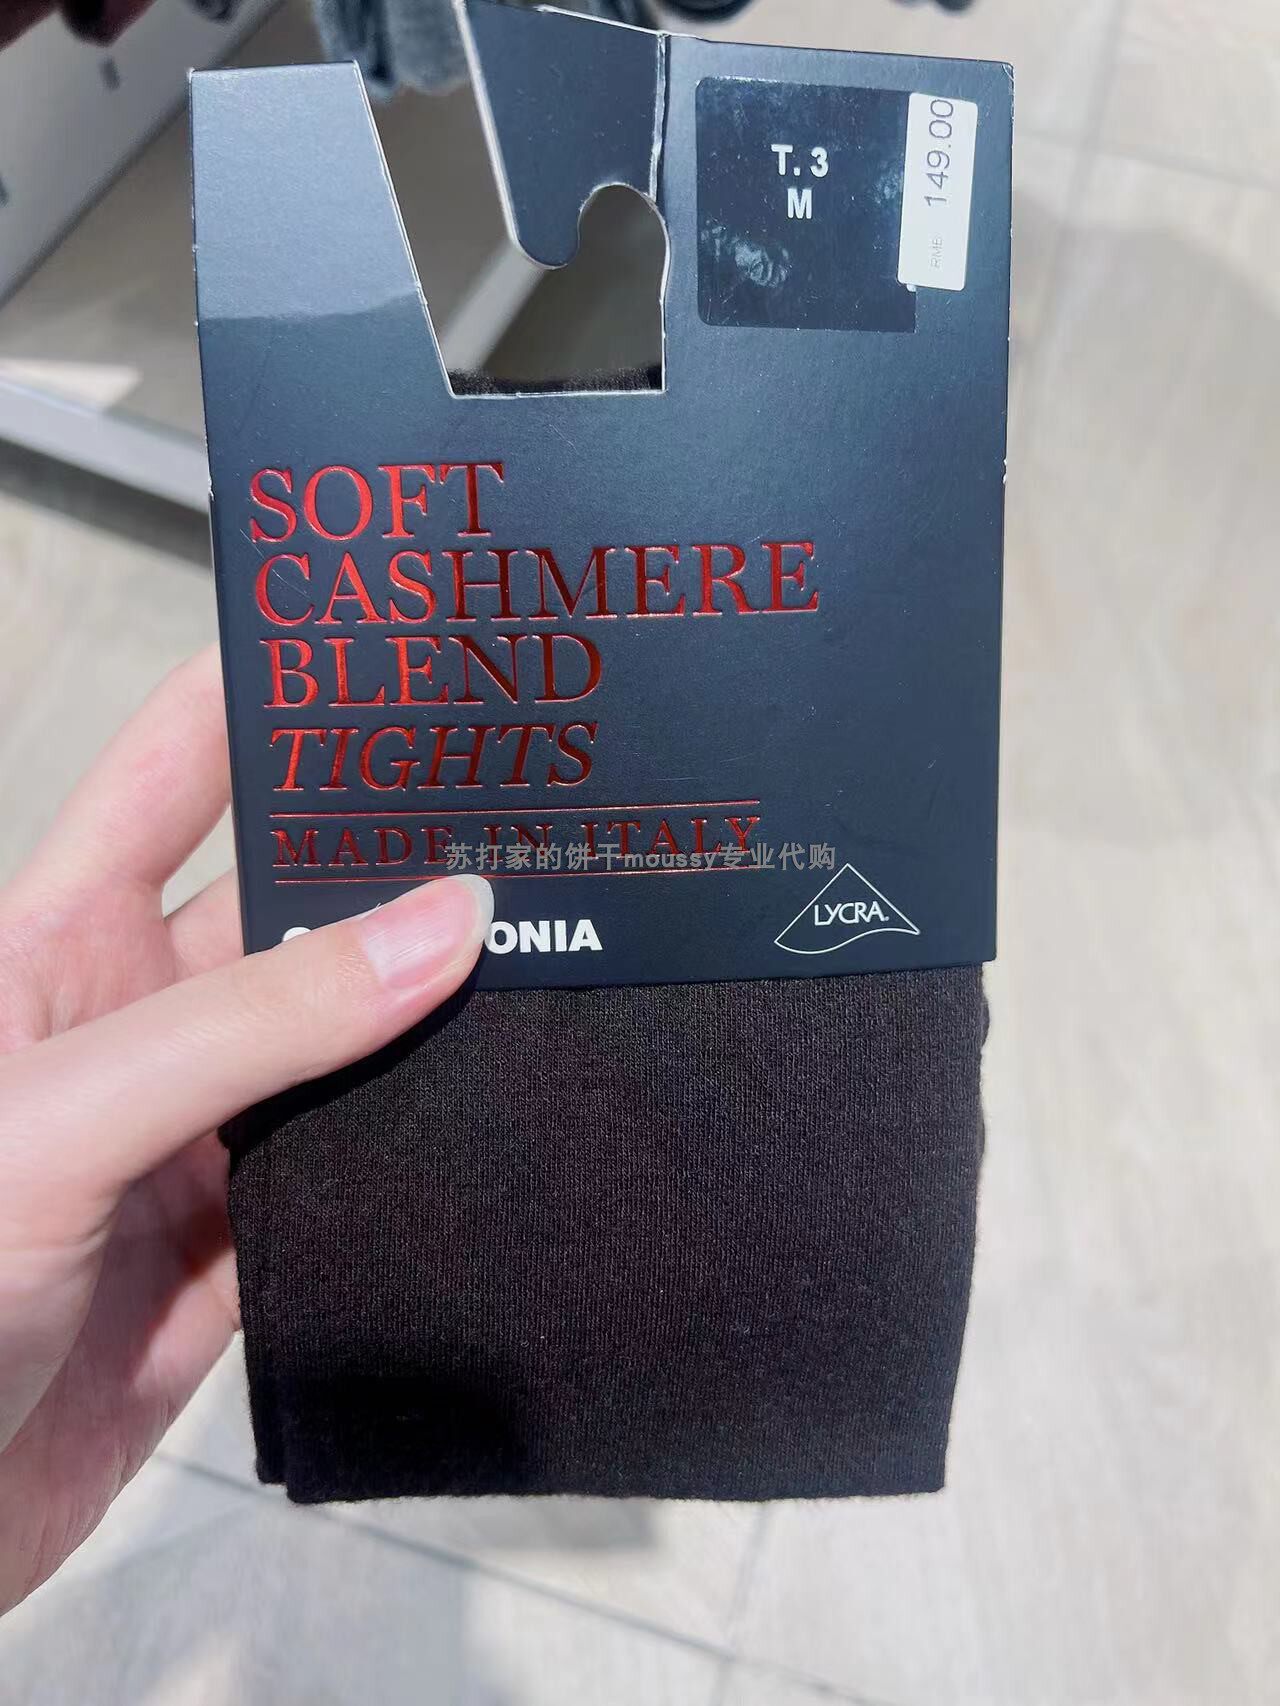 T. 3
M
RMB 149.00
SOFT
CASHMERE
BLEND
TIGHTS
MADE IN ITALY
苏打家的饼干moussy专业代购
LYCRA®